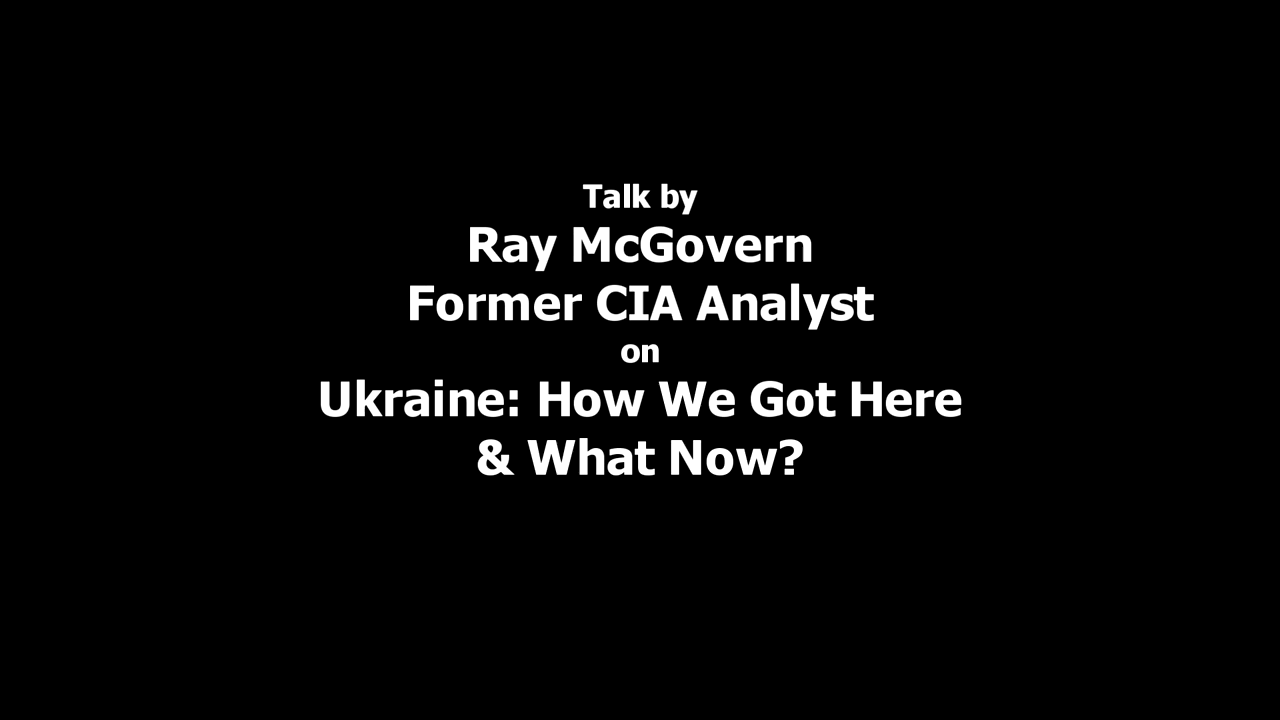 Talk by
Ray McGovern
Former CIA Analyst
on
Ukraine: How We Got Here
& What Now?